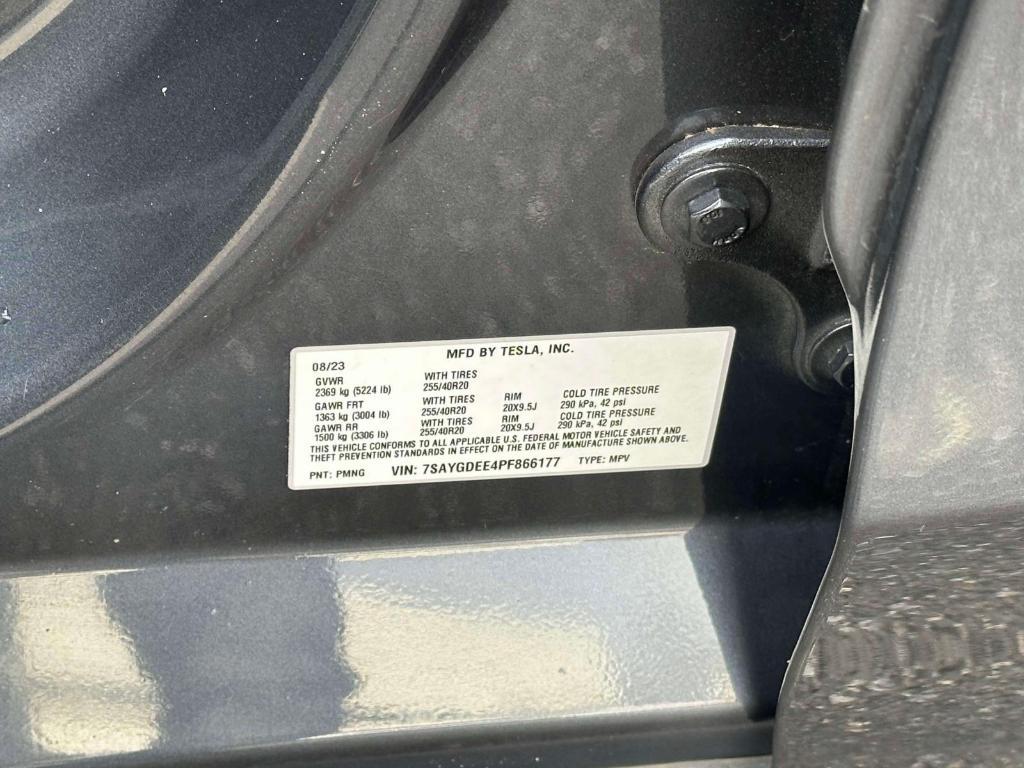 MFD BY TESLA, INC.
08/23
GVWR WITH TIRES
2369 kg (5224 lb) 255/40R20
GAWR FRT WITH TIRES RIM COLD TIRE PRESSURE
1363 kg (3004 lb) 255/40R20 20X9.5J 290 kPa, 42 psi
GAWR RR WITH TIRES RIM COLD TIRE PRESSURE
1500 kg (3306 lb) 255/40R20 20X9.5J 290 kPa, 42 psi
THIS VEHICLE CONFORMS TO ALL APPLICABLE U.S. FEDERAL MOTOR VEHICLE SAFETY AND
THEFT PREVENTION STANDARDS IN EFFECT ON THE DATE OF MANUFACTURE SHOWN ABOVE.
PNT: PMNG VIN: 7SAYGDEE4PF866177 TYPE: MPV